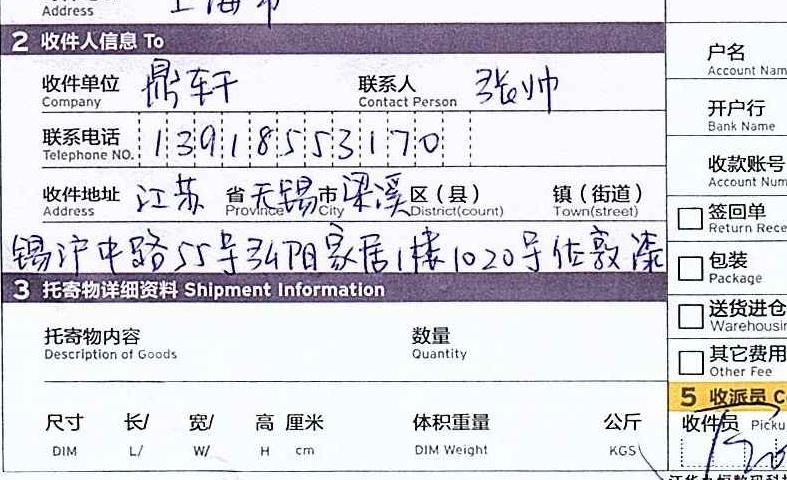 Address 上海市
2 收件人信息 To
收件单位 鼎轩 联系人 张帅
Company Contact Person
联系电话 13918553170
Telephone NO.
收件地址 江苏 省 无锡 市 梁溪 区（县） 镇（街道）
Address Province City District(count) Town(street)
锡沪中路55号弘阳家居1楼1020号佐敦漆
3 托寄物详细资料 Shipment Information
托寄物内容 数量
Description of Goods Quantity
尺寸 长/ 宽/ 高 厘米 体积重量 公斤
DIM L/ W/ H cm DIM Weight KGS
户名
Account Nam
开户行
Bank Name
收款账号
Account Num
签回单
Return Rece
包装
Package
送货进仓
Warehousin
其它费用
Other Fee
5 收派员 C
收件员 Picku